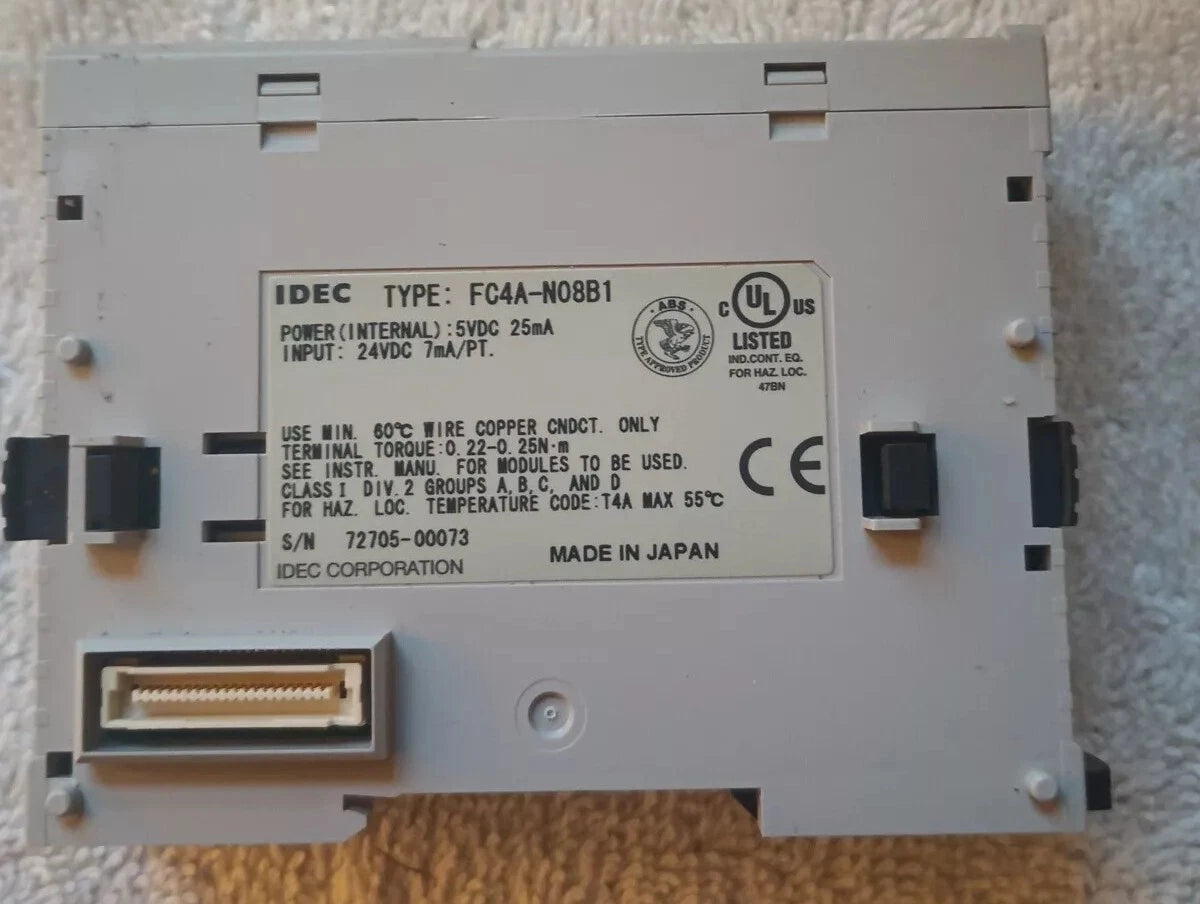 IDEC TYPE: FC4A-N08B1
POWER(INTERNAL):5VDC 25mA
INPUT: 24VDC 7mA/PT.
ABS
TYPE APPROVED PRODUCT
C UL US
LISTED
IND.CONT. EQ.
FOR HAZ. LOC.
47BN
USE MIN. 60℃ WIRE COPPER CNDCT. ONLY
TERMINAL TORQUE:0.22-0.25N·m
SEE INSTR. MANU. FOR MODULES TO BE USED.
CLASS I DIV.2 GROUPS A,B,C, AND D
FOR HAZ. LOC. TEMPERATURE CODE:T4A MAX 55℃
CE
S/N 72705-00073
MADE IN JAPAN
IDEC CORPORATION